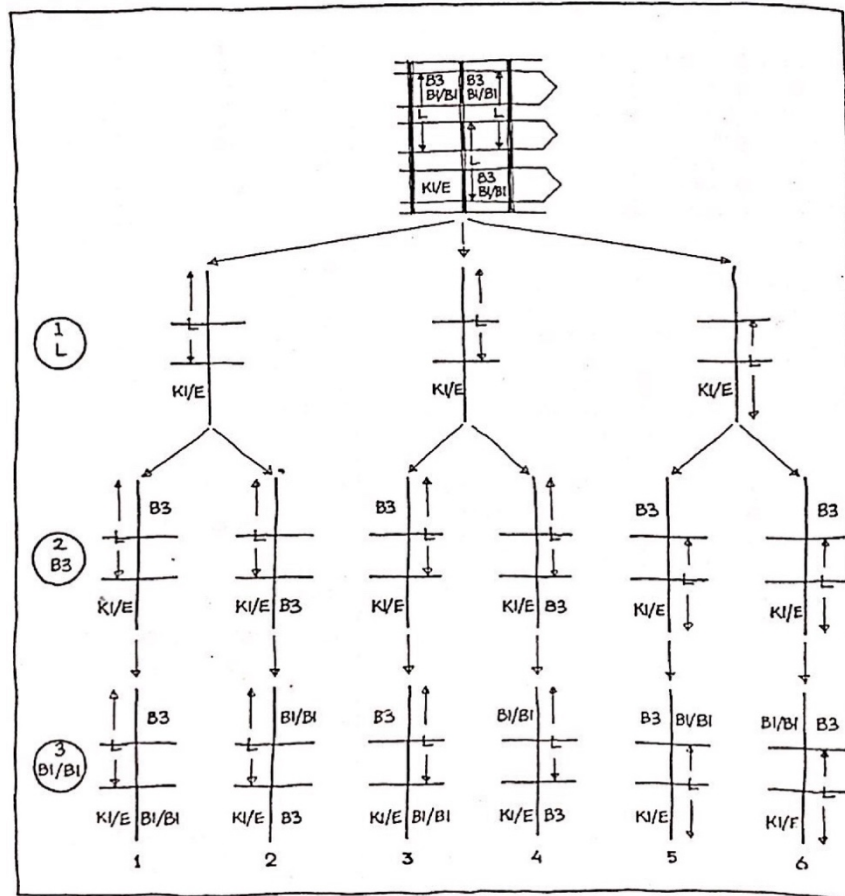 B3 B3
B1/B1 B1/B1
L L
L
K1/E B3
B1/B1
1
L
L L L
K1/E K1/E K1/E
2
B3
B3 B3 B3 B3
L L L L L L
K1/E K1/E B3 K1/E K1/E B3 K1/E K1/E
3
B1/B1
B3 B1/B1 B3 B1/B1 B3 B1/B1 B1/B1 B3
L L L L L L
K1/E B1/B1 K1/E B3 K1/E B1/B1 K1/E B3 K1/E K1/E
1 2 3 4 5 6